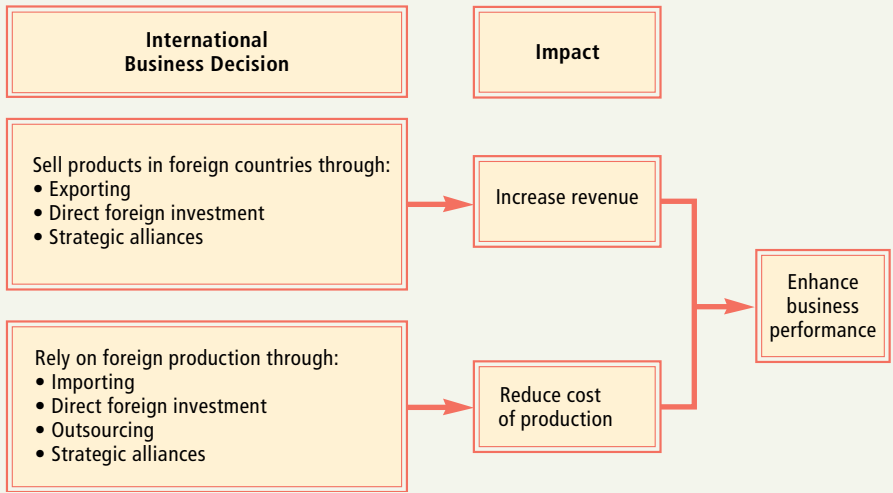 International
Business Decision
Impact
Sell products in foreign countries through:
• Exporting
• Direct foreign investment
• Strategic alliances
Increase revenue
Rely on foreign production through:
• Importing
• Direct foreign investment
• Outsourcing
• Strategic alliances
Reduce cost
of production
Enhance
business
performance